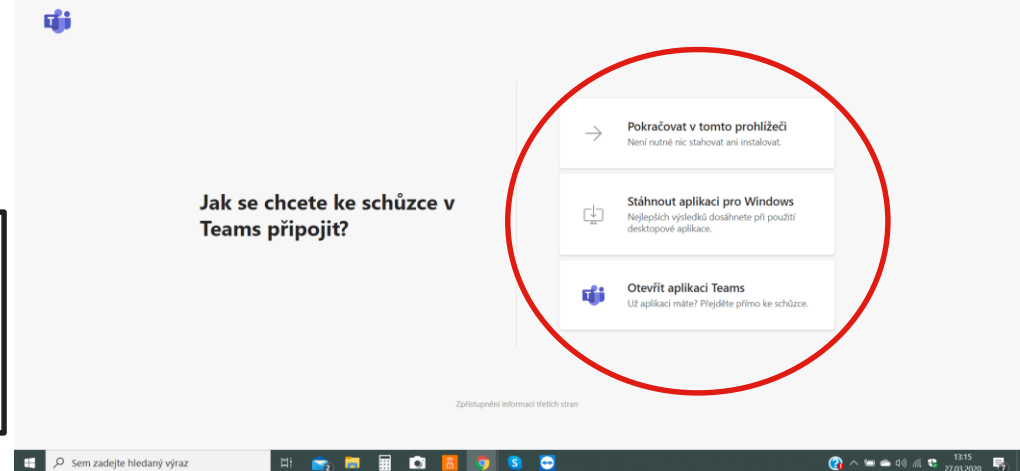 Jak se chcete ke schůzce v
Teams připojit?
Pokračovat v tomto prohlížeči
Není nutné nic stahovat ani instalovat.
Stáhnout aplikaci pro Windows
Nejlepších výsledků dosáhnete při použití
desktopové aplikace.
Otevřít aplikaci Teams
Už aplikaci máte? Přejděte přímo ke schůzce.
Zpřístupnění informací třetích stran
Sem zadejte hledaný výraz
13:15
27.03.2020